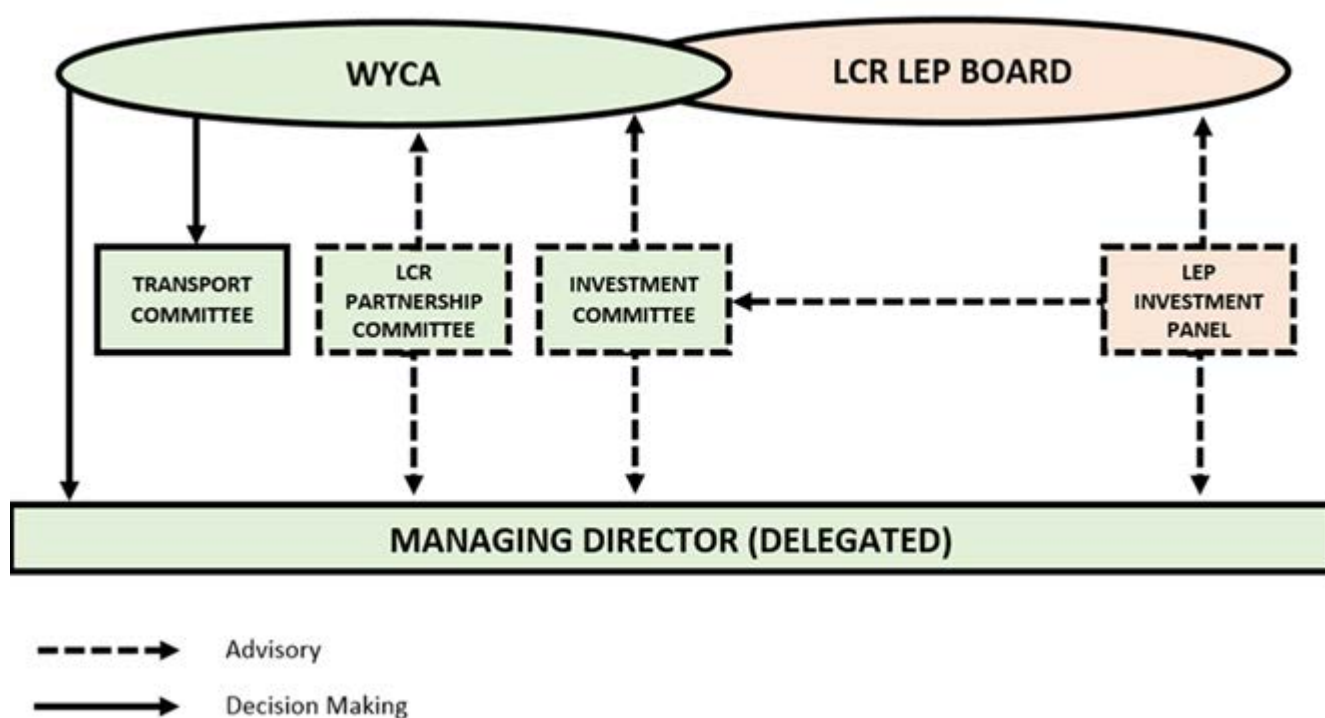 WYCA
LCR LEP BOARD
TRANSPORT
COMMITTEE
LCR
PARTNERSHIP
COMMITTEE
INVESTMENT
COMMITTEE
LEP
INVESTMENT
PANEL
MANAGING DIRECTOR (DELEGATED)
Advisory
Decision Making